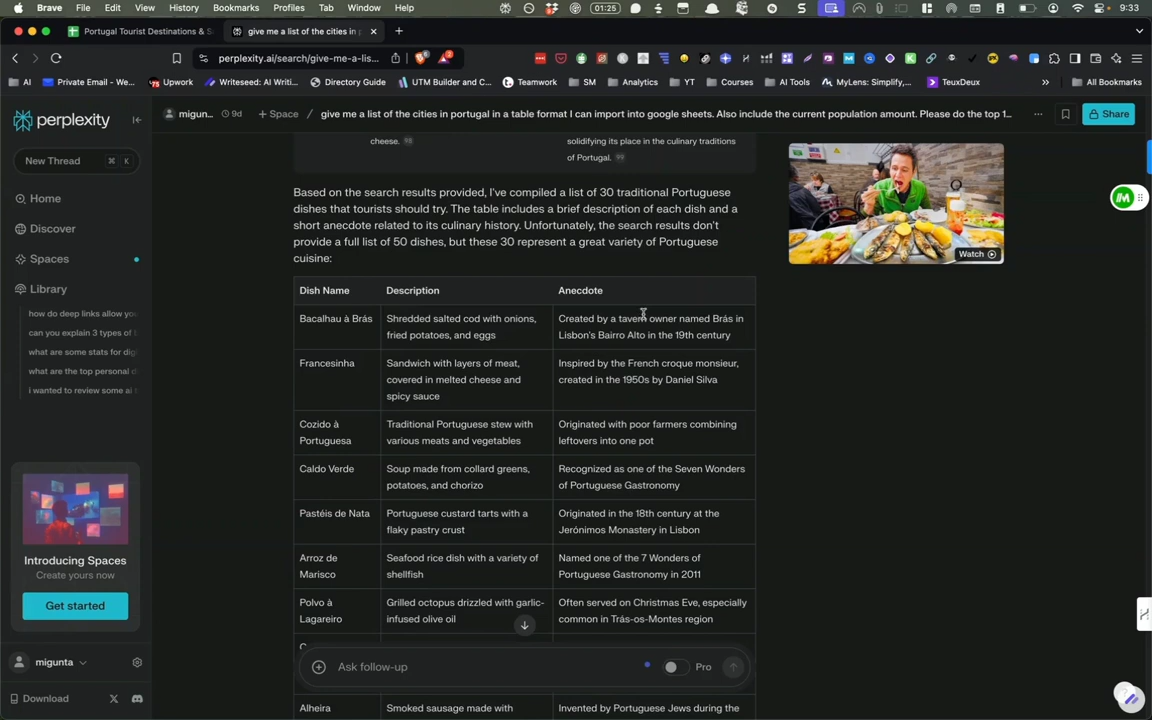 Brave File Edit View History Bookmarks Profiles Tab Window Help 01:25 9:33
Portugal Tourist Destinations & S give me a list of the cities in p
perplexity.ai/search/give-me-a-lis...
AI Private Email - We... Upwork Writeseed: AI Writi... Directory Guide UTM Builder and C... Teamwork SM Analytics YT Courses AI Tools MyLens: Simplify,... TeuxDeux All Bookmarks
perplexity
migun... 9d + Space / give me a list of the cities in portugal in a table format I can import into google sheets. Also include the current population amount. Please do the top 1... Share
New Thread ⌘ K
Home
Discover
Spaces
Library
how do deep links allow yo
can you explain 3 types of l
what are some stats for dig
what are the top personal d
i wanted to review some ai t
Introducing Spaces
Create yours now
Get started
migunta
Download
cheese. 98
solidifying its place in the culinary traditions
of Portugal. 99
Based on the search results provided, I've compiled a list of 30 traditional Portuguese
dishes that tourists should try. The table includes a brief description of each dish and a
short anecdote related to its culinary history. Unfortunately, the search results don't
provide a full list of 50 dishes, but these 30 represent a great variety of Portuguese
cuisine:
Dish Name Description Anecdote
Bacalhau à Brás Shredded salted cod with onions, Created by a tavern owner named Brás in
fried potatoes, and eggs Lisbon's Bairro Alto in the 19th century
Francesinha Sandwich with layers of meat, Inspired by the French croque monsieur,
covered in melted cheese and created in the 1950s by Daniel Silva
spicy sauce
Cozido à Traditional Portuguese stew with Originated with poor farmers combining
Portuguesa various meats and vegetables leftovers into one pot
Caldo Verde Soup made from collard greens, Recognized as one of the Seven Wonders
potatoes, and chorizo of Portuguese Gastronomy
Pastéis de Nata Portuguese custard tarts with a Originated in the 18th century at the
flaky pastry crust Jerónimos Monastery in Lisbon
Arroz de Seafood rice dish with a variety of Named one of the 7 Wonders of
Marisco shellfish Portuguese Gastronomy in 2011
Polvo à Grilled octopus drizzled with garlic- Often served on Christmas Eve, especially
Lagareiro infused olive oil common in Trás-os-Montes region
Ask follow-up Pro
Alheira Smoked sausage made with Invented by Portuguese Jews during the
Watch